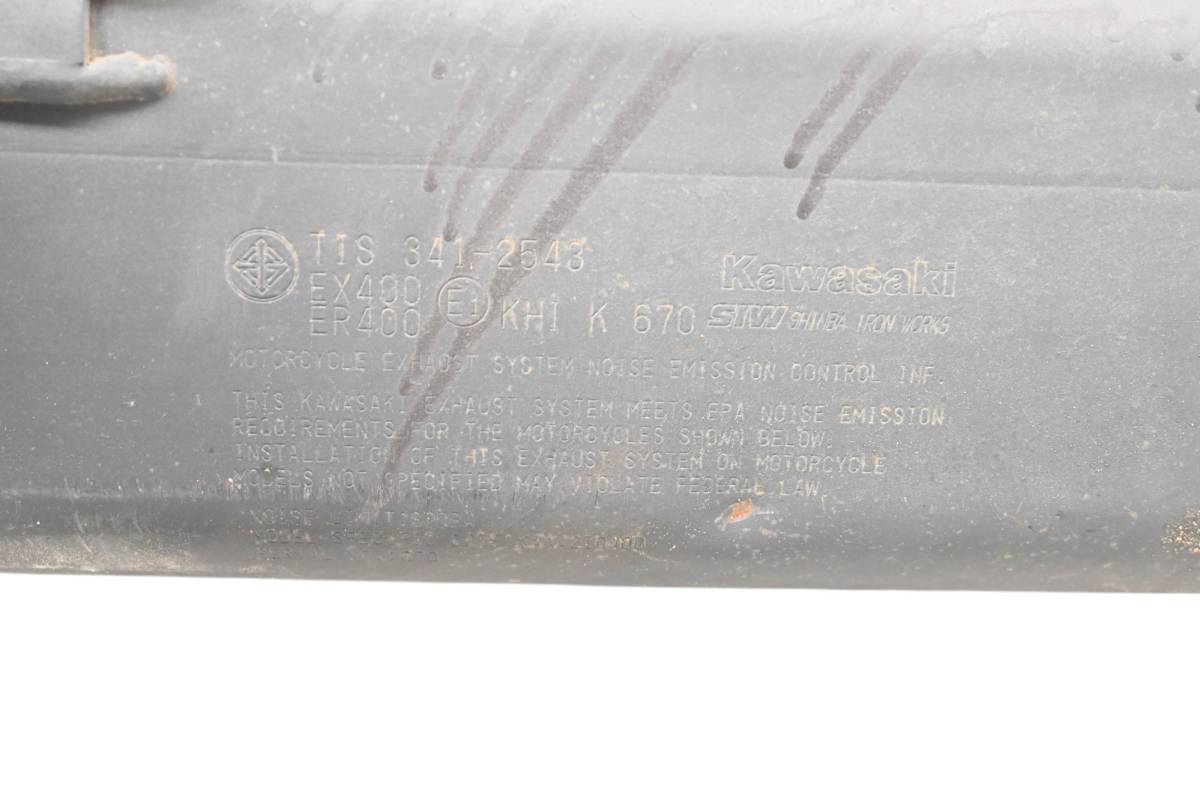 TIS 341-2543
EX400
ER400
E1 KHI K 670
Kawasaki
SIW SHINBA IRON WORKS
MOTORCYCLE EXHAUST SYSTEM NOISE EMISSION CONTROL INF.
THIS KAWASAKI EXHAUST SYSTEM MEETS EPA NOISE EMISSION
REQUIREMENTS FOR THE MOTORCYCLES SHOWN BELOW.
INSTALLATION OF THIS EXHAUST SYSTEM ON MOTORCYCLE
MODELS NOT SPECIFIED MAY VIOLATE FEDERAL LAW.
NOISE
MODEL